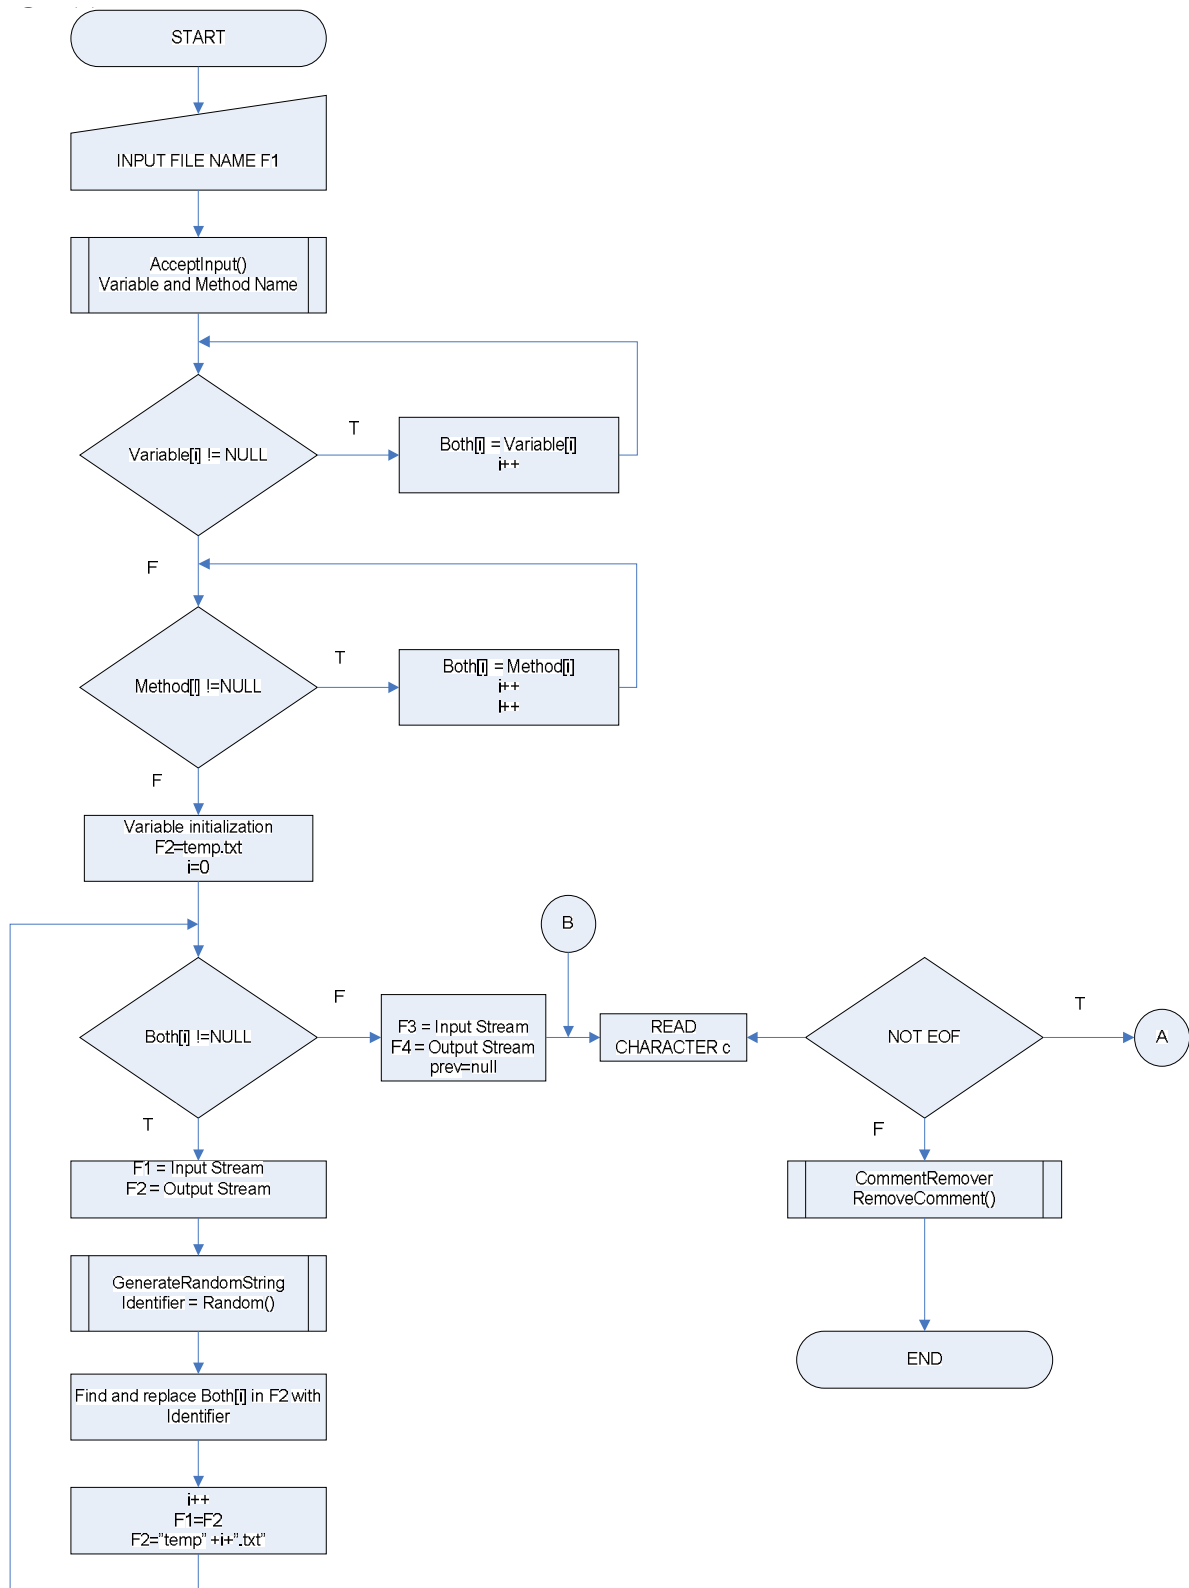 START
INPUT FILE NAME F1
AcceptInput()
Variable and Method Name
Variable[i] != NULL
T
Both[i] = Variable[i]
i++
F
Method[j] !=NULL
T
Both[i] = Method[i]
i++
j++
F
Variable initialization
F2=temp.txt
i=0
B
Both[i] !=NULL
F
F3 = Input Stream
F4 = Output Stream
prev=null
READ
CHARACTER c
NOT EOF
T
A
T
F
F1 = Input Stream
F2 = Output Stream
CommentRemover
RemoveComment()
GenerateRandomString
Identifier = Random()
END
Find and replace Both[i] in F2 with
Identifier
i++
F1=F2
F2="temp" +i+".txt"